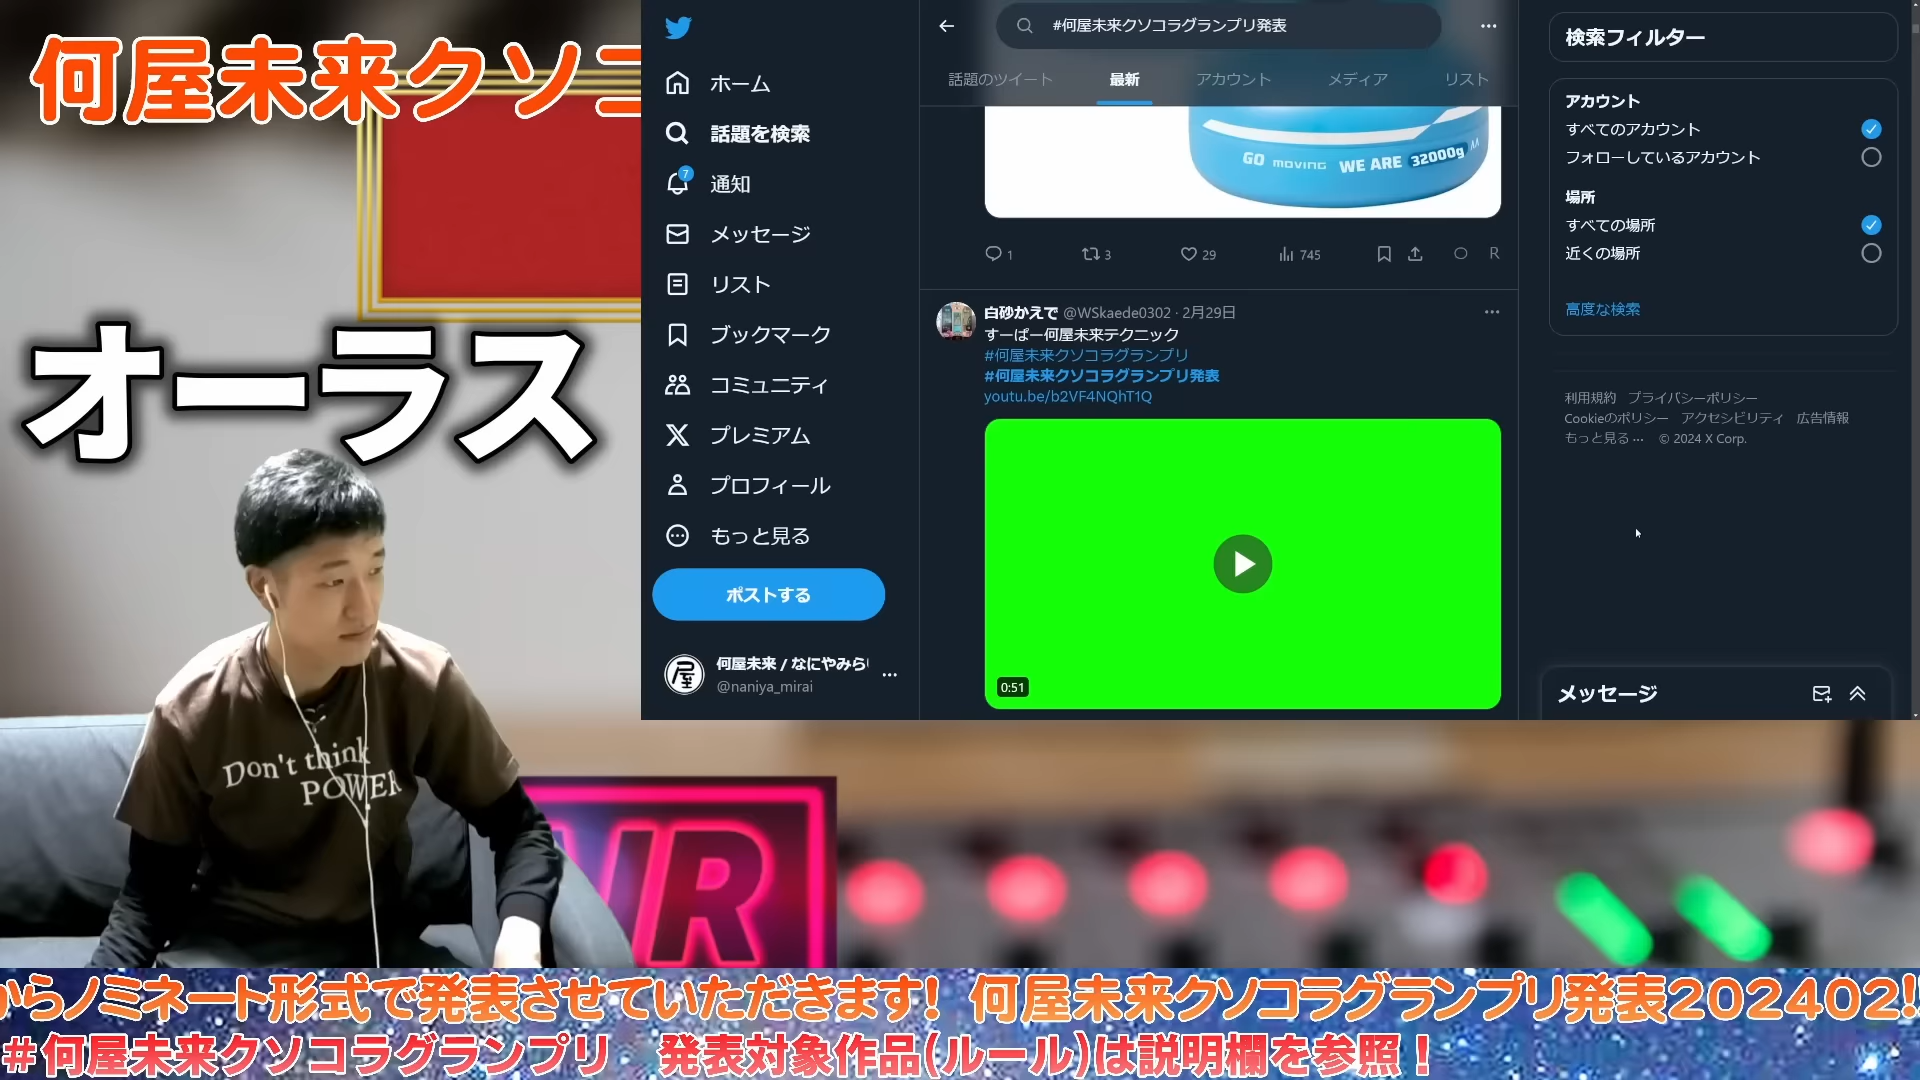 何屋未来クソニ
オーラス
Don't think
POWER
VR
ホーム
話題を検索
7
通知
メッセージ
リスト
ブックマーク
コミュニティ
プレミアム
プロフィール
もっと見る
ポストする
屋
何屋未来 / なにやみら
@naniya_mirai
#何屋未来クソコラグランプリ発表
話題のツイート 最新 アカウント メディア リスト
GO moving WE ARE 32000g
1 3 29 745 R
白砂かえで @WSkaede0302 · 2月29日
すーぱー何屋未来テクニック
#何屋未来クソコラグランプリ
#何屋未来クソコラグランプリ発表
youtu.be/b2VF4NQhT1Q
0:51
検索フィルター
アカウント
すべてのアカウント
フォローしているアカウント
場所
すべての場所
近くの場所
高度な検索
利用規約 プライバシーポリシー
Cookieのポリシー アクセシビリティ 広告情報
もっと見る ··· © 2024 X Corp.
メッセージ
からノミネート形式で発表させていただきます! 何屋未来クソコラグランプリ発表202402!
#何屋未来クソコラグランプリ 発表対象作品(ルール)は説明欄を参照!